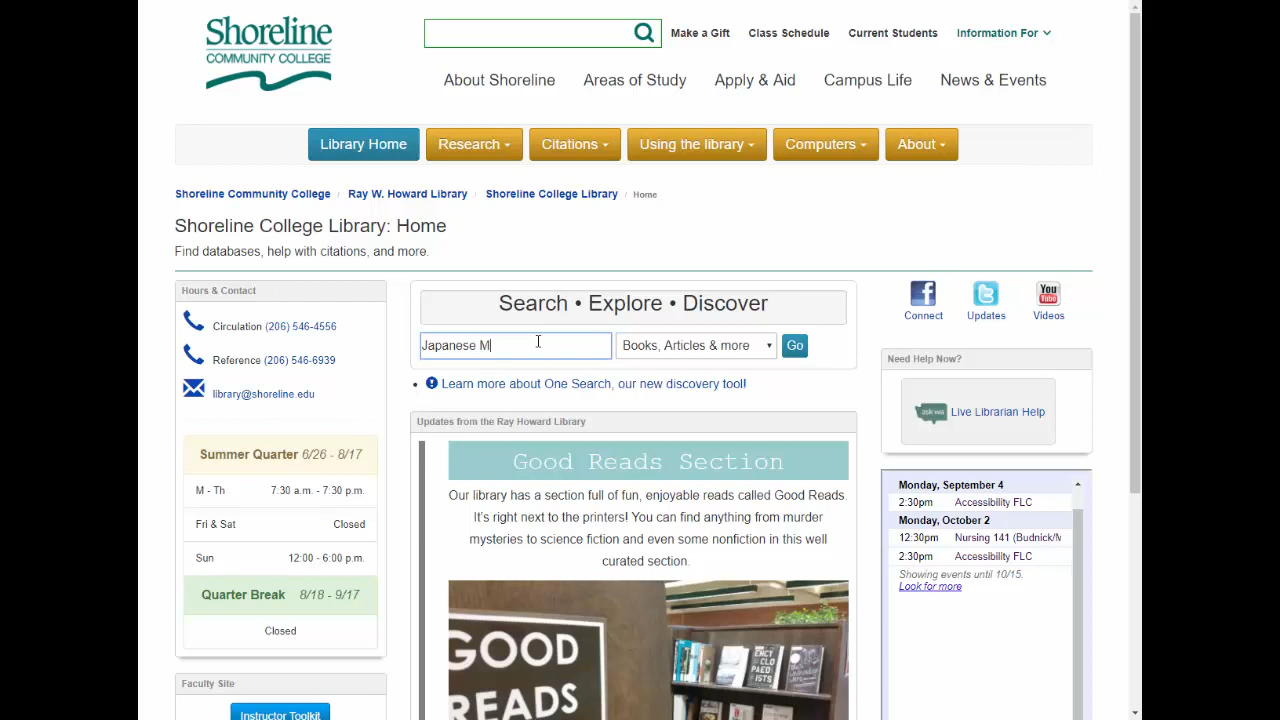 Shoreline
COMMUNITY COLLEGE
Make a Gift Class Schedule Current Students Information For
About Shoreline Areas of Study Apply & Aid Campus Life News & Events
Library Home Research Citations Using the library Computers About
Shoreline Community College / Ray W. Howard Library / Shoreline College Library / Home
Shoreline College Library: Home
Find databases, help with citations, and more.
Hours & Contact
Circulation (206) 546-4556
Reference (206) 546-6939
library@shoreline.edu
Summer Quarter 6/26 - 8/17
M - Th 7:30 a.m. - 7:30 p.m.
Fri & Sat Closed
Sun 12:00 - 6:00 p.m.
Quarter Break 8/18 - 9/17
Closed
Faculty Site
Instructor Toolkit
Search • Explore • Discover
Japanese M Books, Articles & more Go
• Learn more about One Search, our new discovery tool!
Updates from the Ray Howard Library
Good Reads Section
Our library has a section full of fun, enjoyable reads called Good Reads.
It's right next to the printers! You can find anything from murder
mysteries to science fiction and even some nonfiction in this well
curated section.
GOOD
READS
ENCY
CLO
PAED
You
Tube
Connect Updates Videos
Need Help Now?
ask wa Live Librarian Help
Monday, September 4
2:30pm Accessibility FLC
Monday, October 2
12:30pm Nursing 141 (Budnick/M
2:30pm Accessibility FLC
Showing events until 10/15.
Look for more